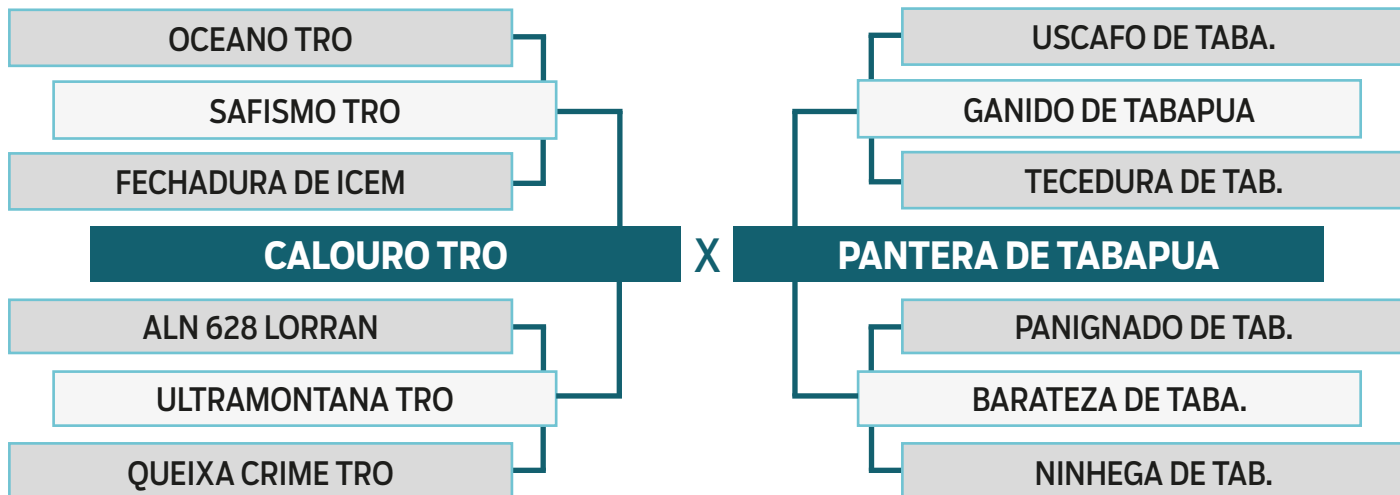 OCEANO TRO
SAFISMO TRO
FECHADURA DE ICEM
CALOURO TRO
ALN 628 LORRAN
ULTRAMONTANA TRO
QUEIXA CRIME TRO
X
USCAFO DE TABA.
GANIDO DE TABAPUA
TECEDURA DE TAB.
PANTERA DE TABAPUA
PANIGNADO DE TAB.
BARATEZA DE TABA.
NINHEGA DE TAB.